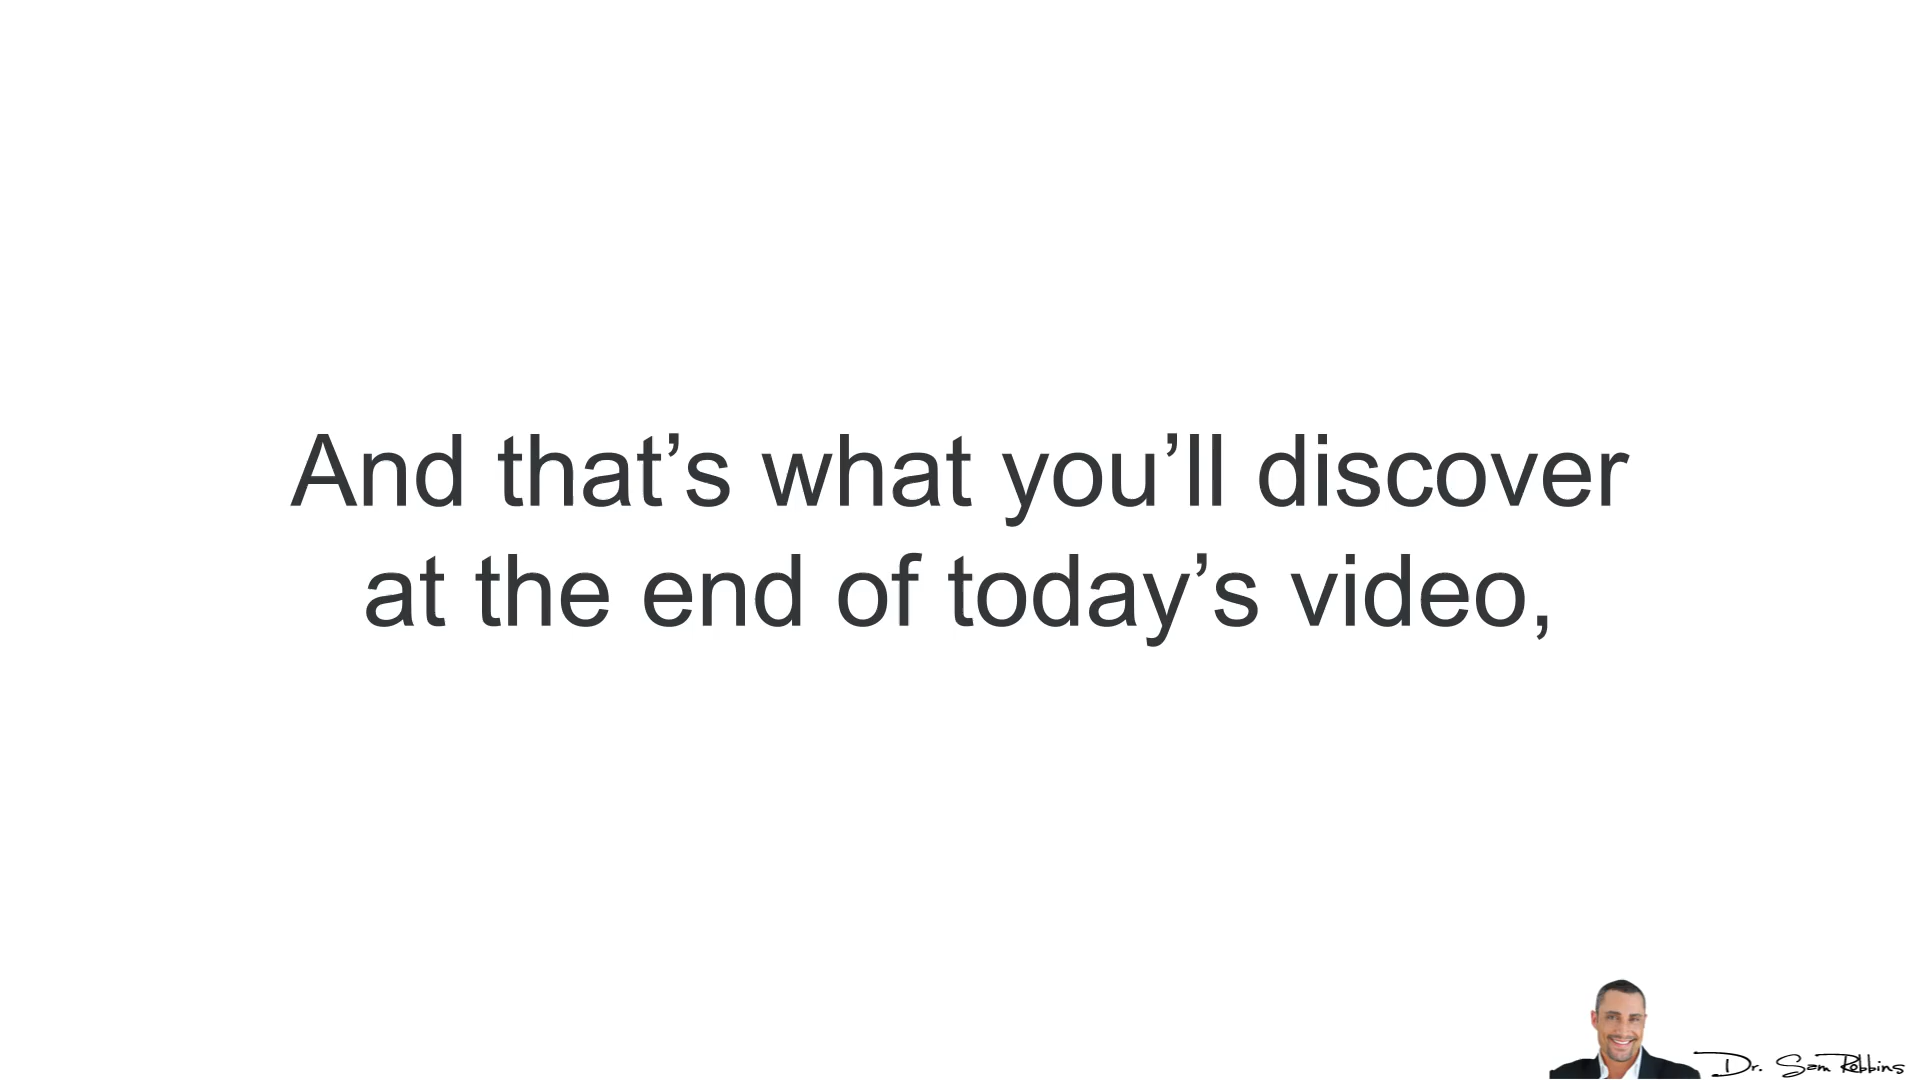 And that’s what you’ll discover
at the end of today’s video,
Dr. Sam Robbins